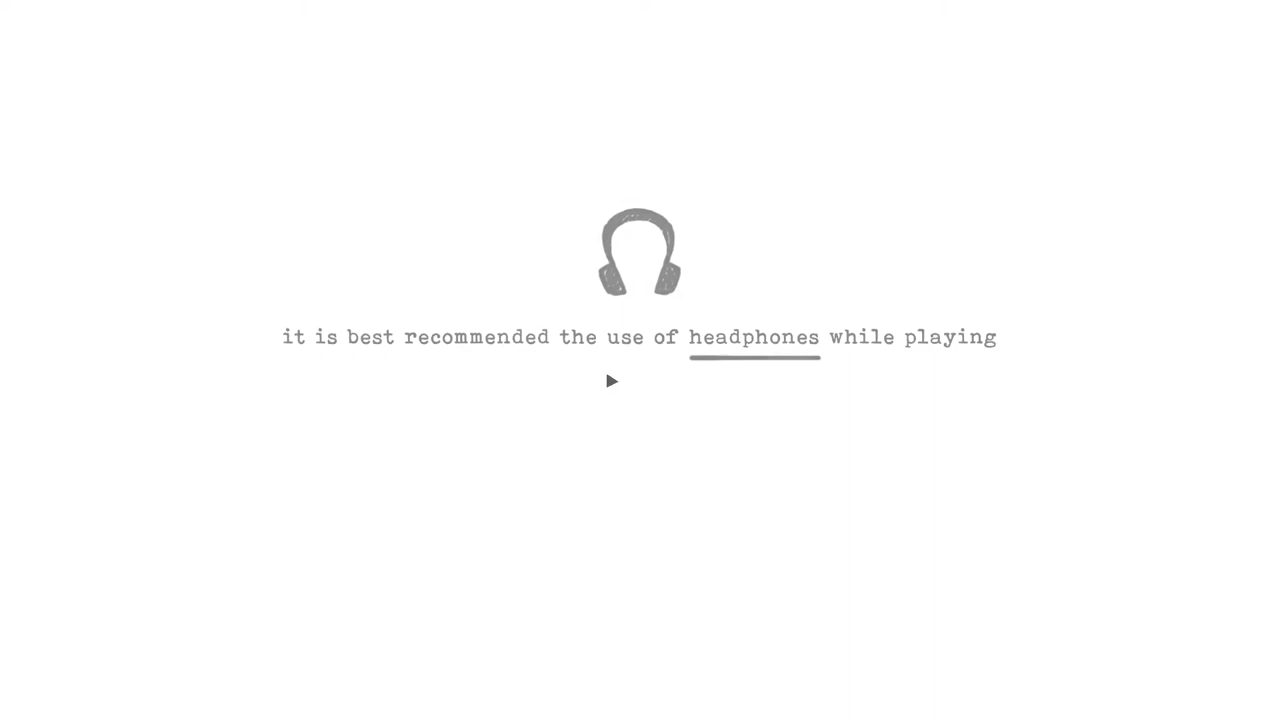 it is best recommended the use of headphones while playing